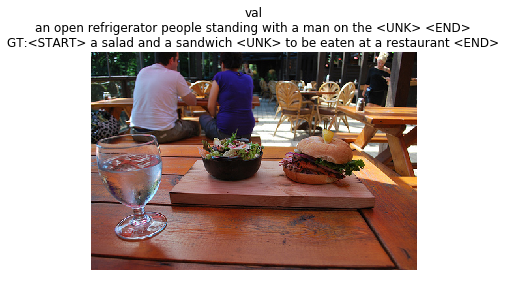 val
an open refrigerator people standing with a man on the <UNK> <END>
GT:<START> a salad and a sandwich <UNK> to be eaten at a restaurant <END>